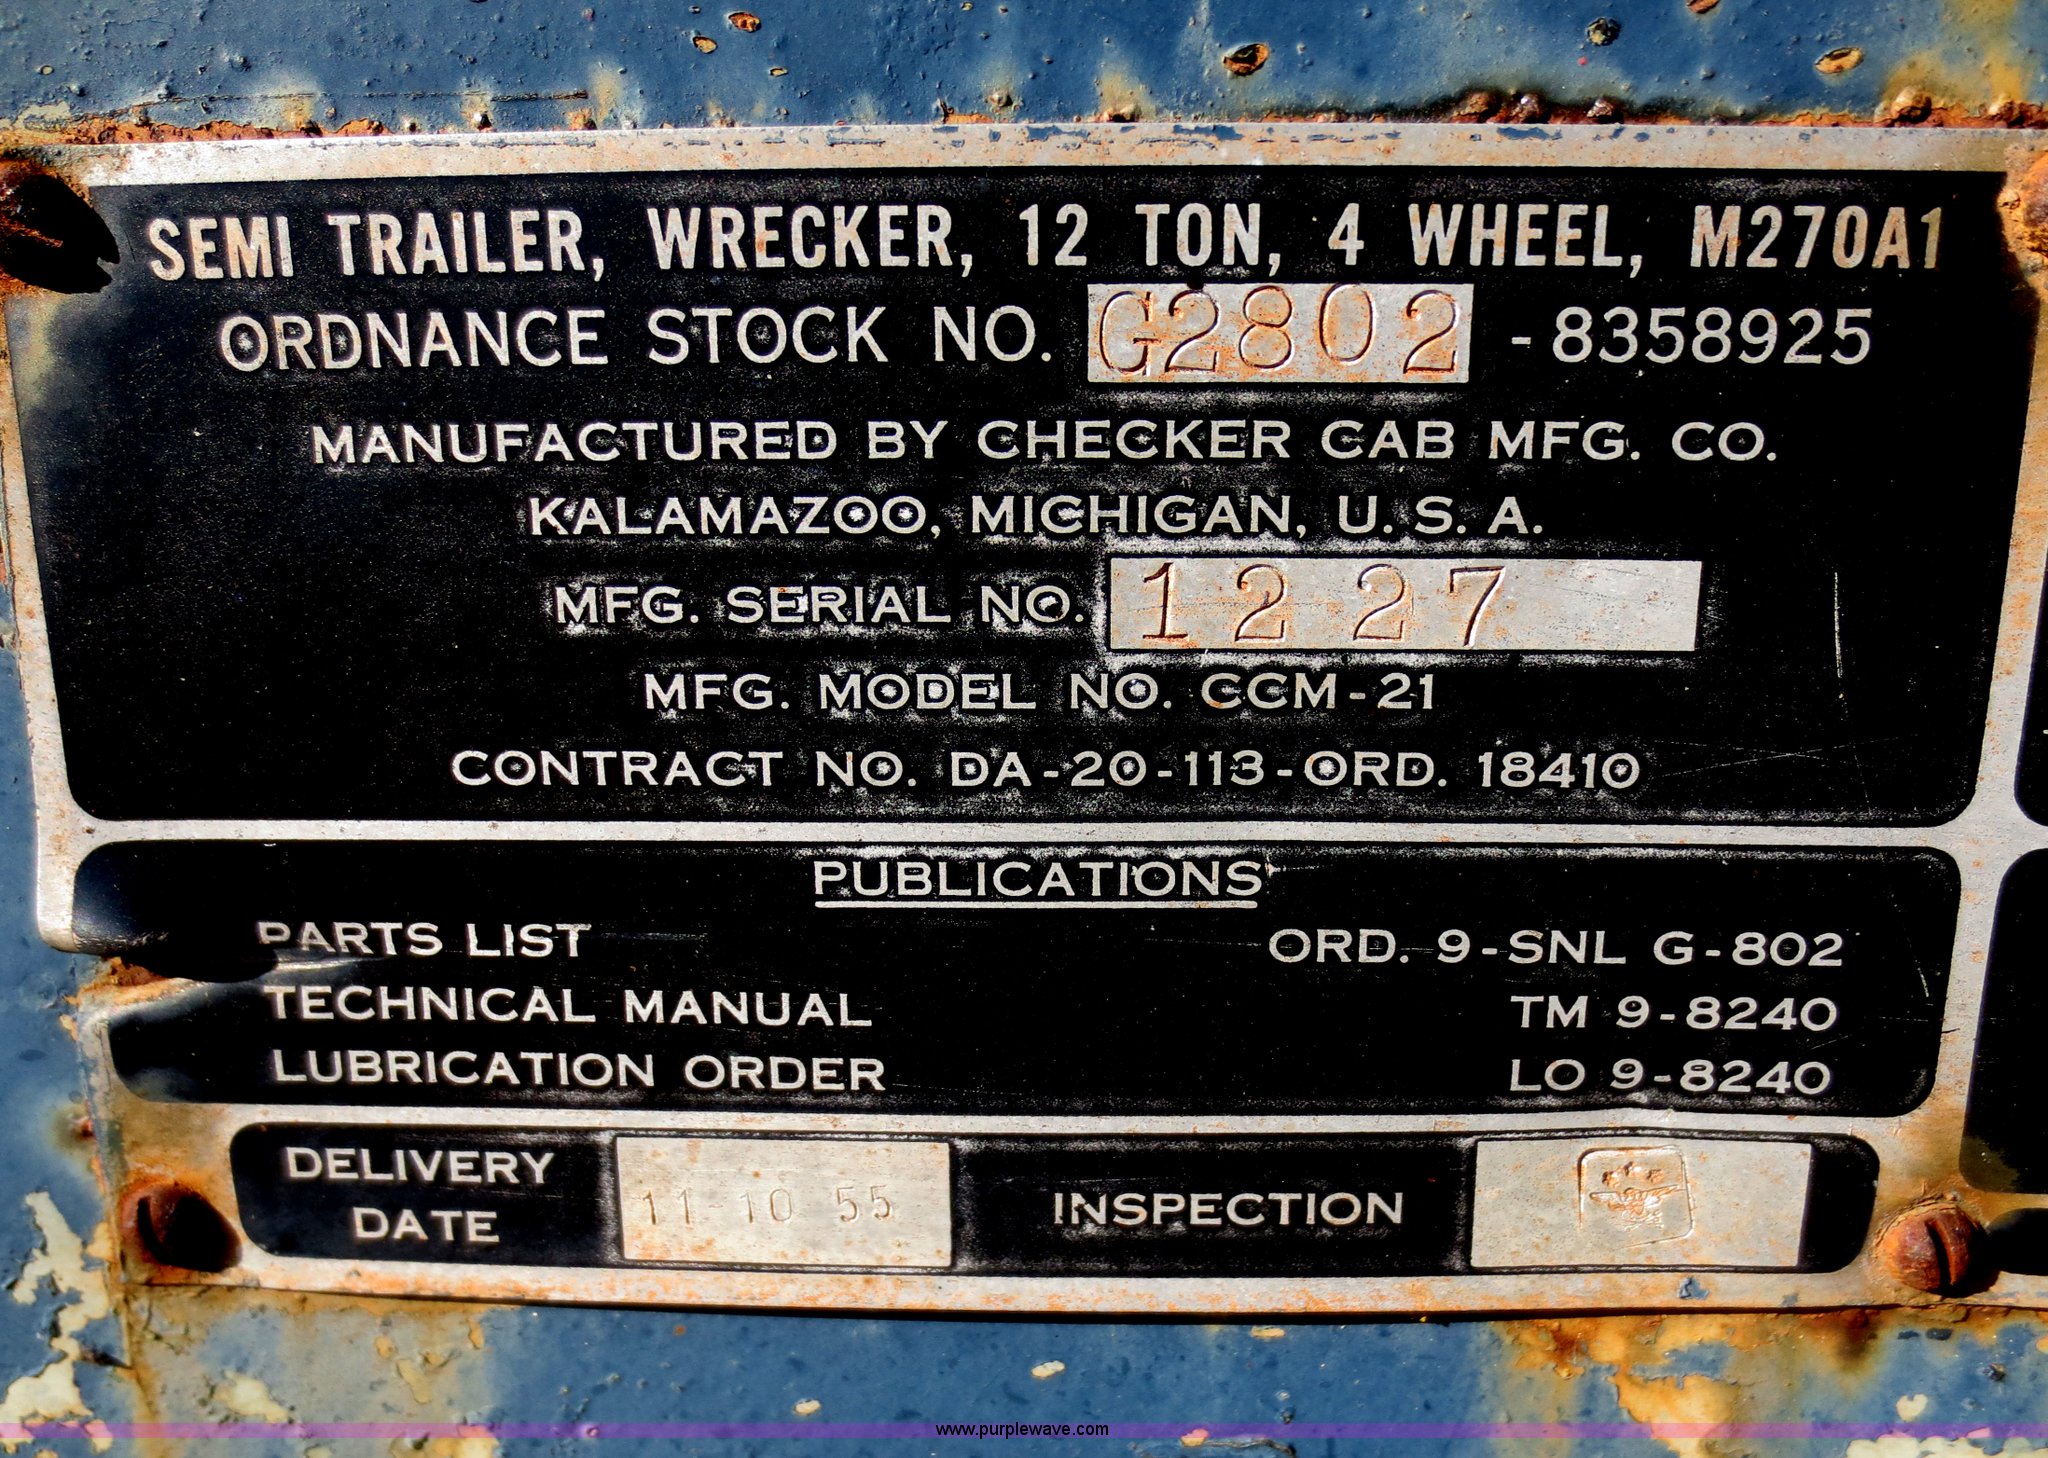 SEMI TRAILER, WRECKER, 12 TON, 4 WHEEL, M270A1
ORDNANCE STOCK NO. G2802 -8358925
MANUFACTURED BY CHECKER CAB MFG. CO.
KALAMAZOO, MICHIGAN, U. S. A.
MFG. SERIAL NO. 1227
MFG. MODEL NO. CCM-21
CONTRACT NO. DA-20-113-ORD. 18410
PUBLICATIONS
PARTS LIST ORD. 9-SNL G-802
TECHNICAL MANUAL TM 9-8240
LUBRICATION ORDER LO 9-8240
DELIVERY DATE 11-10 55 INSPECTION
www.purplewave.com